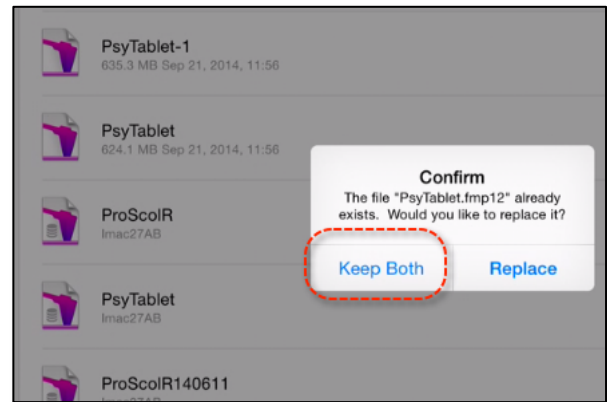 PsyTablet-1
635.3 MB Sep 21, 2014, 11:56
PsyTablet
624.1 MB Sep 21, 2014, 11:56
ProScolR
Imac27AB
PsyTablet
Imac27AB
ProScolR140611
Imac27AB
Confirm
The file "PsyTablet.fmp12" already
exists. Would you like to replace it?
Keep Both
Replace